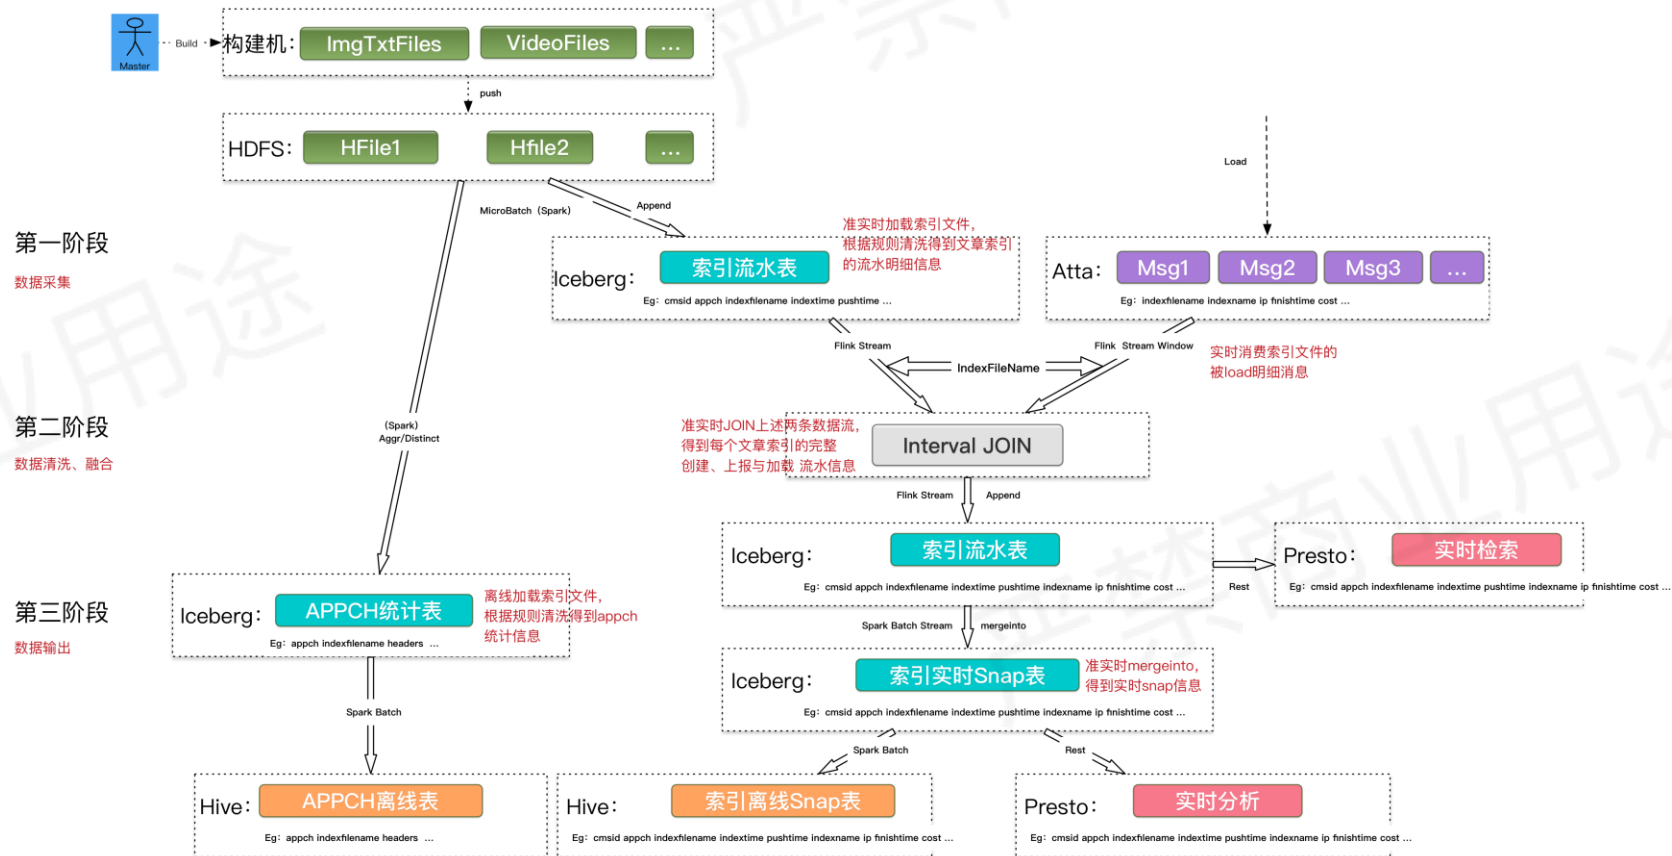 构建机: ImgTxtFiles VideoFiles ...
Build
Master
push
HDFS: HFile1 Hfile2 ...
Load
MicroBatch (Spark) Append
第一阶段
数据采集
准实时加载索引文件,
根据规则清洗得到文章索引
的流水明细信息
Iceberg: 索引流水表
Eg: cmsid appch indexfilename indextime pushtime ...
Atta: Msg1 Msg2 Msg3 ...
Eg: indexfilename indexname ip finishtime cost ...
Flink Stream
Flink Stream Window
IndexFileName
实时消费索引文件的
被load明细消息
第二阶段
数据清洗、融合
(Spark)
Aggr/Distinct
准实时JOIN上述两条数据流,
得到每个文章索引的完整
创建、上报与加载 流水信息
Interval JOIN
Flink Stream Append
Iceberg: 索引流水表
Eg: cmsid appch indexfilename indextime pushtime indexname ip finishtime cost ...
Rest
Presto: 实时检索
Eg: cmsid appch indexfilename indextime pushtime indexname ip finishtime cost ...
第三阶段
数据输出
Iceberg: APPCH统计表
Eg: appch indexfilename headers ...
离线加载索引文件,
根据规则清洗得到appch
统计信息
Spark Batch Stream mergeinto
Iceberg: 索引实时Snap表
Eg: cmsid appch indexfilename indextime pushtime indexname ip finishtime cost ...
准实时mergeinto,
得到实时snap信息
Spark Batch
Spark Batch
Rest
Hive: APPCH离线表
Eg: appch indexfilename headers ...
Hive: 索引离线Snap表
Eg: cmsid appch indexfilename indextime pushtime indexname ip finishtime cost ...
Presto: 实时分析
Eg: cmsid appch indexfilename indextime pushtime indexname ip finishtime cost ...
严禁
业用途
严禁商业用途